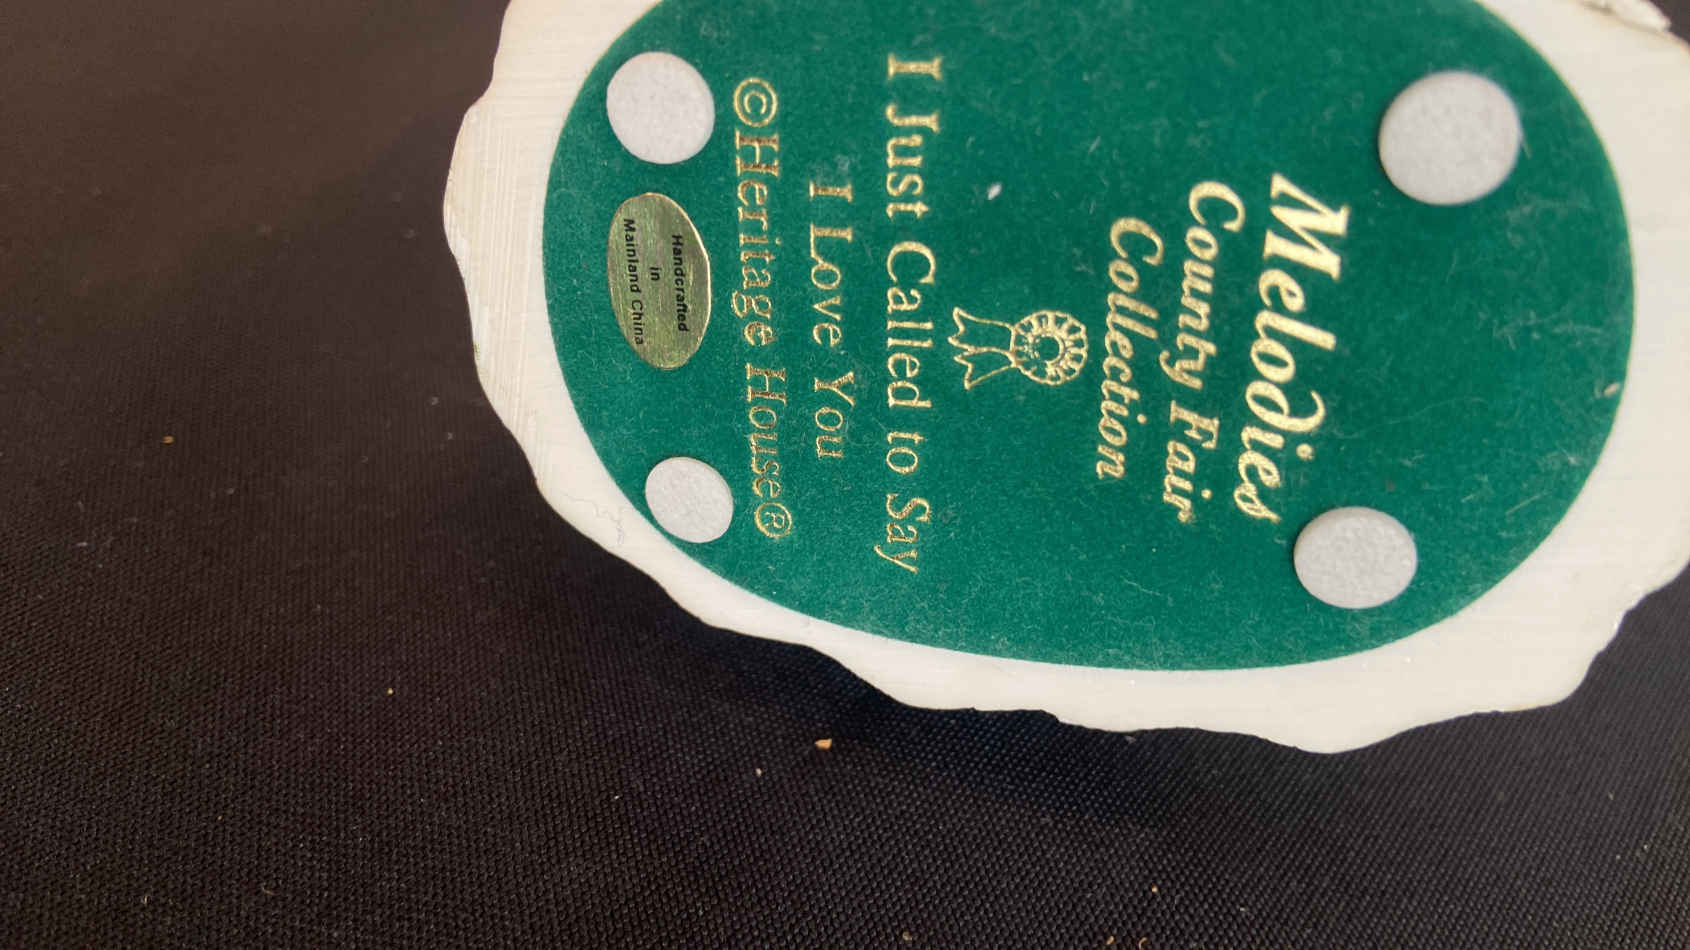 Melodies
County Fair
Collection
I Just Called to Say
I Love You
©Heritage House®
Handcrafted
in
Mainland China